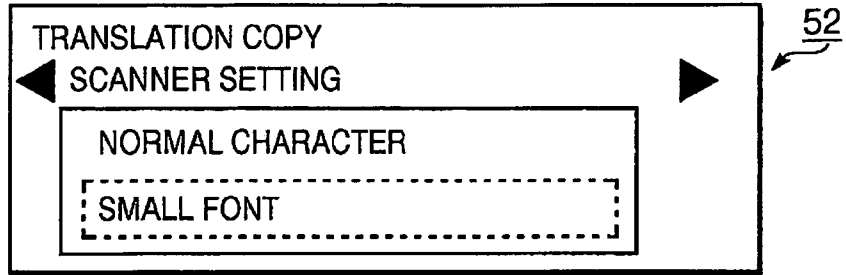 TRANSLATION COPY
52
SCANNER SETTING
NORMAL CHARACTER
SMALL FONT